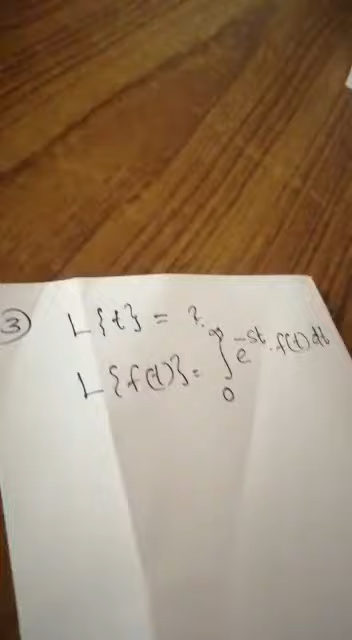 ③ L{t} = ?
L{f(t)} = ∫₀^∞ e^-st . f(t) dt